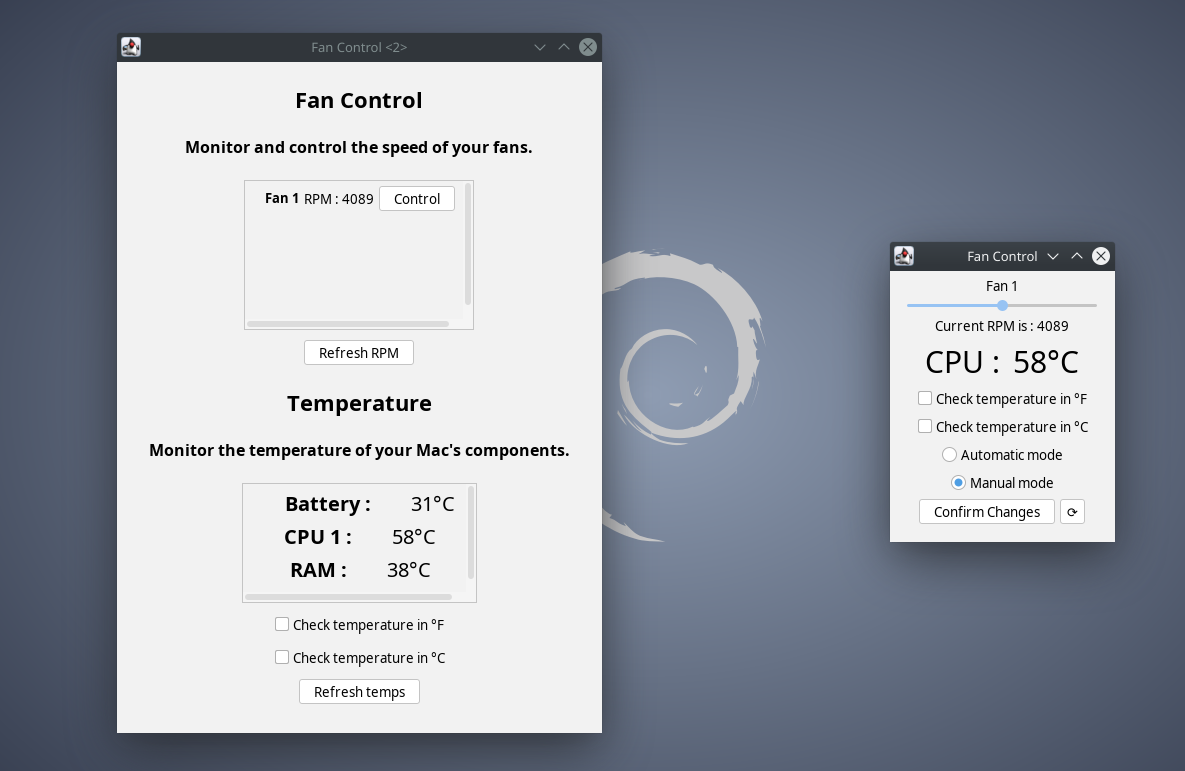 Fan Control <2>
Fan Control
Monitor and control the speed of your fans.
Fan 1 RPM : 4089 Control
Refresh RPM
Temperature
Monitor the temperature of your Mac's components.
Battery : 31°C
CPU 1 : 58°C
RAM : 38°C
Check temperature in °F
Check temperature in °C
Refresh temps
Fan Control
Fan 1
Current RPM is : 4089
CPU : 58°C
Check temperature in °F
Check temperature in °C
Automatic mode
Manual mode
Confirm Changes ⟳